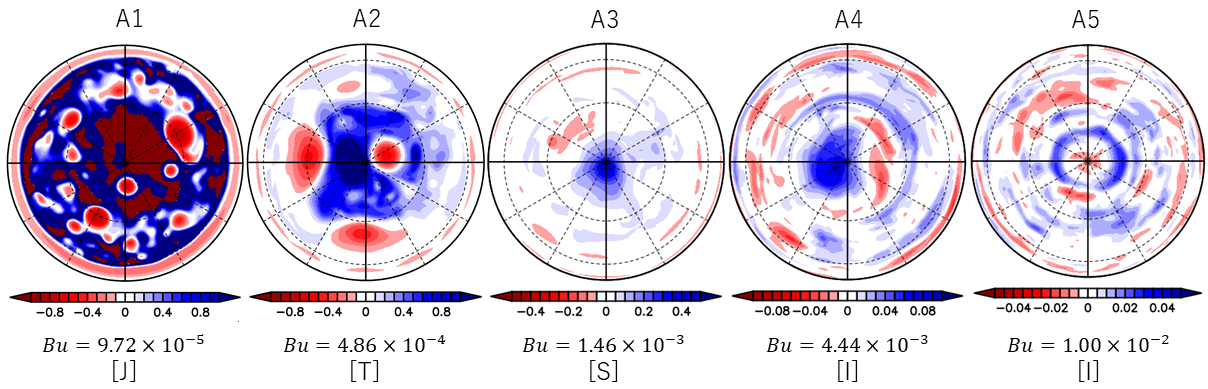 A1 A2 A3 A4 A5
−0.8 −0.4 0 0.4 0.8 −0.8 −0.4 0 0.4 0.8 −0.4 −0.2 0 0.2 0.4 −0.08 −0.04 0 0.04 0.08 −0.04 −0.02 0 0.02 0.04
Bu = 9.72 × 10⁻⁵ Bu = 4.86 × 10⁻⁴ Bu = 1.46 × 10⁻³ Bu = 4.44 × 10⁻³ Bu = 1.00 × 10⁻²
[J] [T] [S] [I] [I]